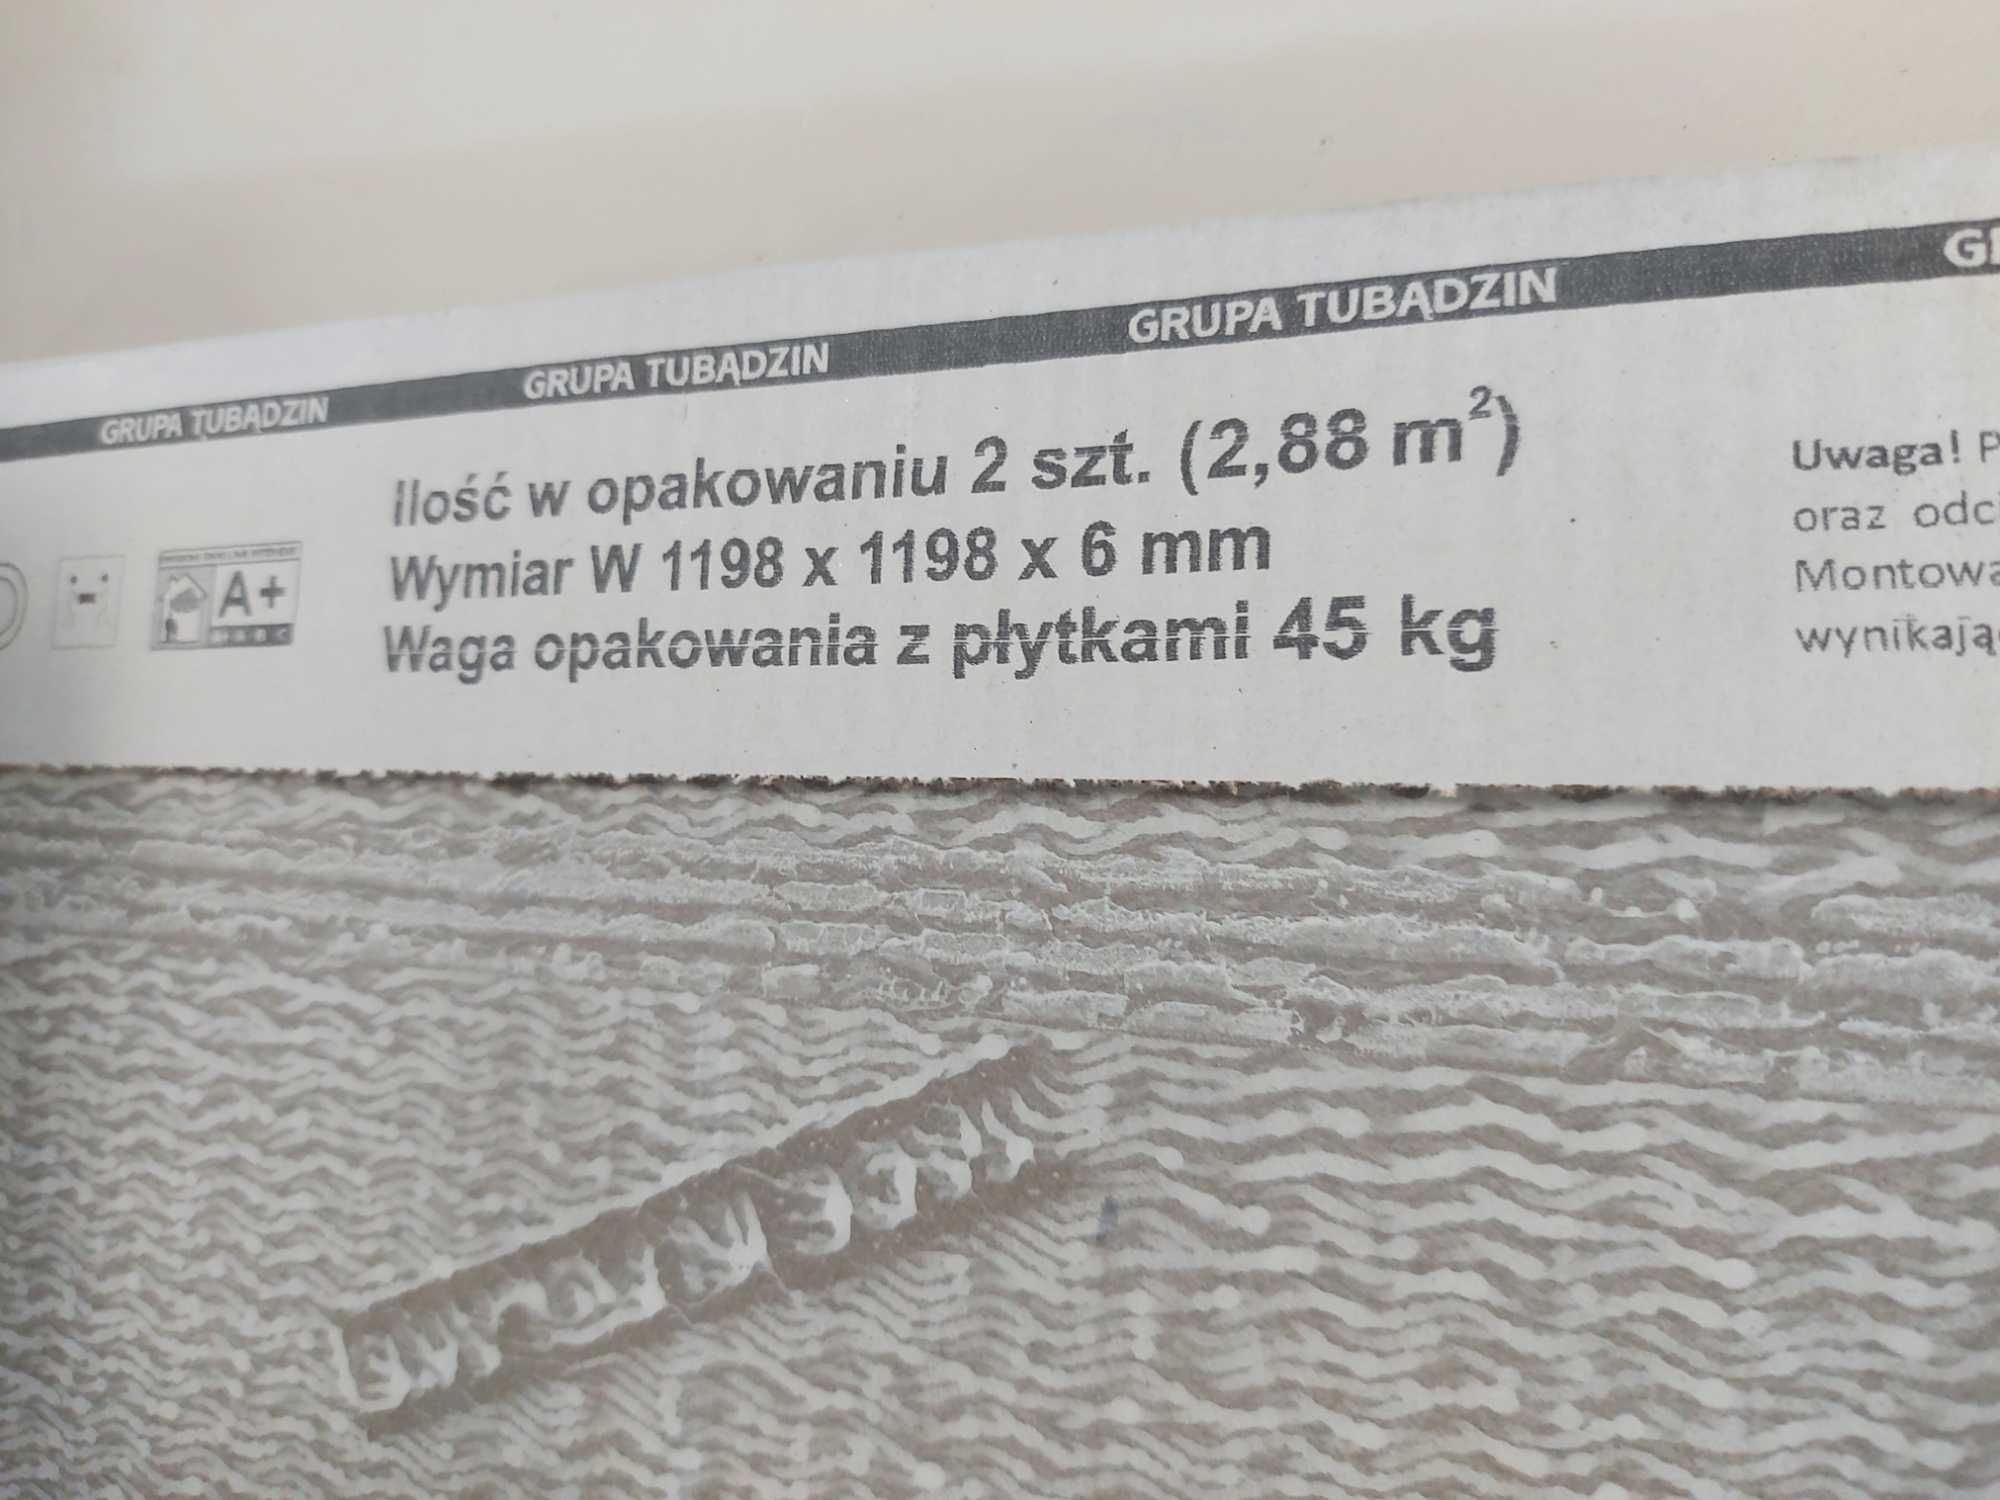 GRUPA TUBĄDZIN GRUPA TUBĄDZIN GRUPA TUBĄDZIN
Ilość w opakowaniu 2 szt. (2,88 m²)
Wymiar W 1198 x 1198 x 6 mm
Waga opakowania z płytkami 45 kg
A+
Uwaga!
oraz